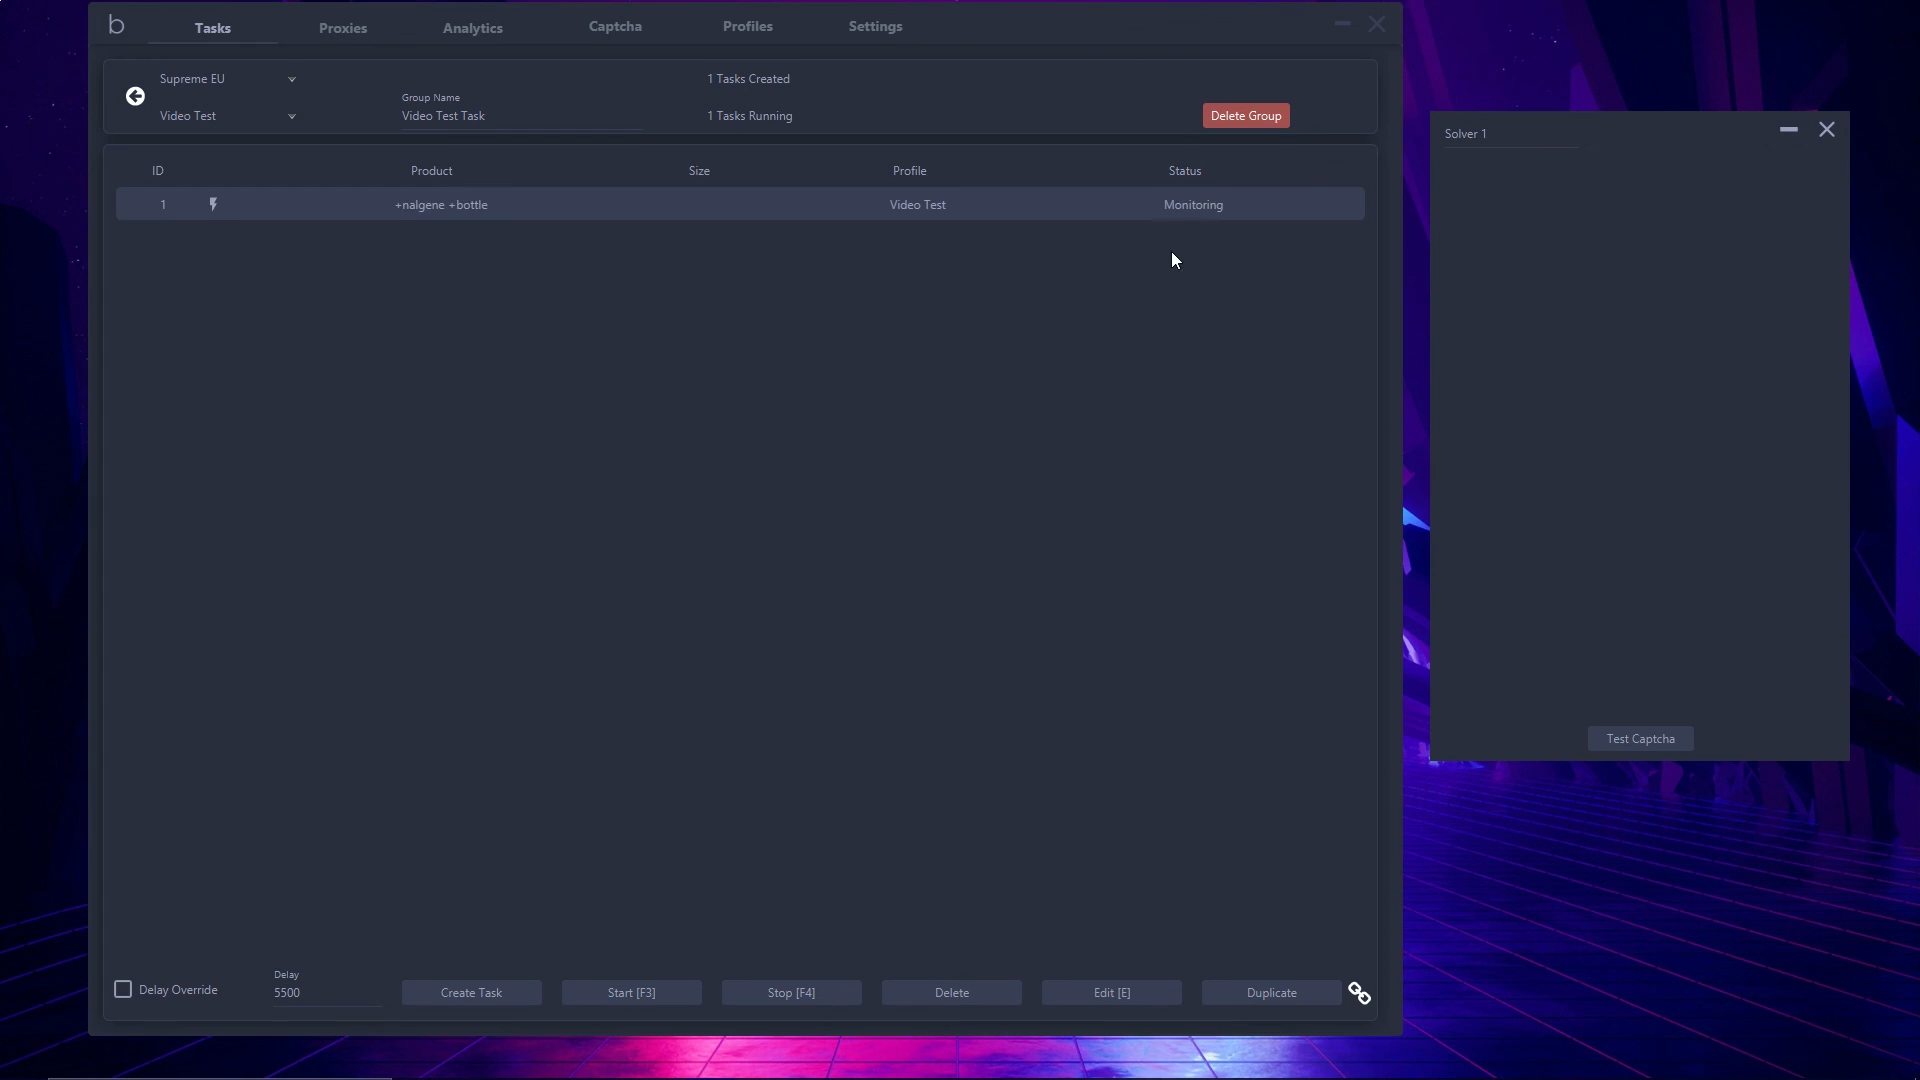 b Tasks Proxies Analytics Captcha Profiles Settings
Supreme EU 1 Tasks Created
Group Name
Video Test Video Test Task 1 Tasks Running Delete Group
ID Product Size Profile Status
1 +nalgene +bottle Video Test Monitoring
Delay
Delay Override 5500 Create Task Start [F3] Stop [F4] Delete Edit [E] Duplicate
Solver 1
Test Captcha